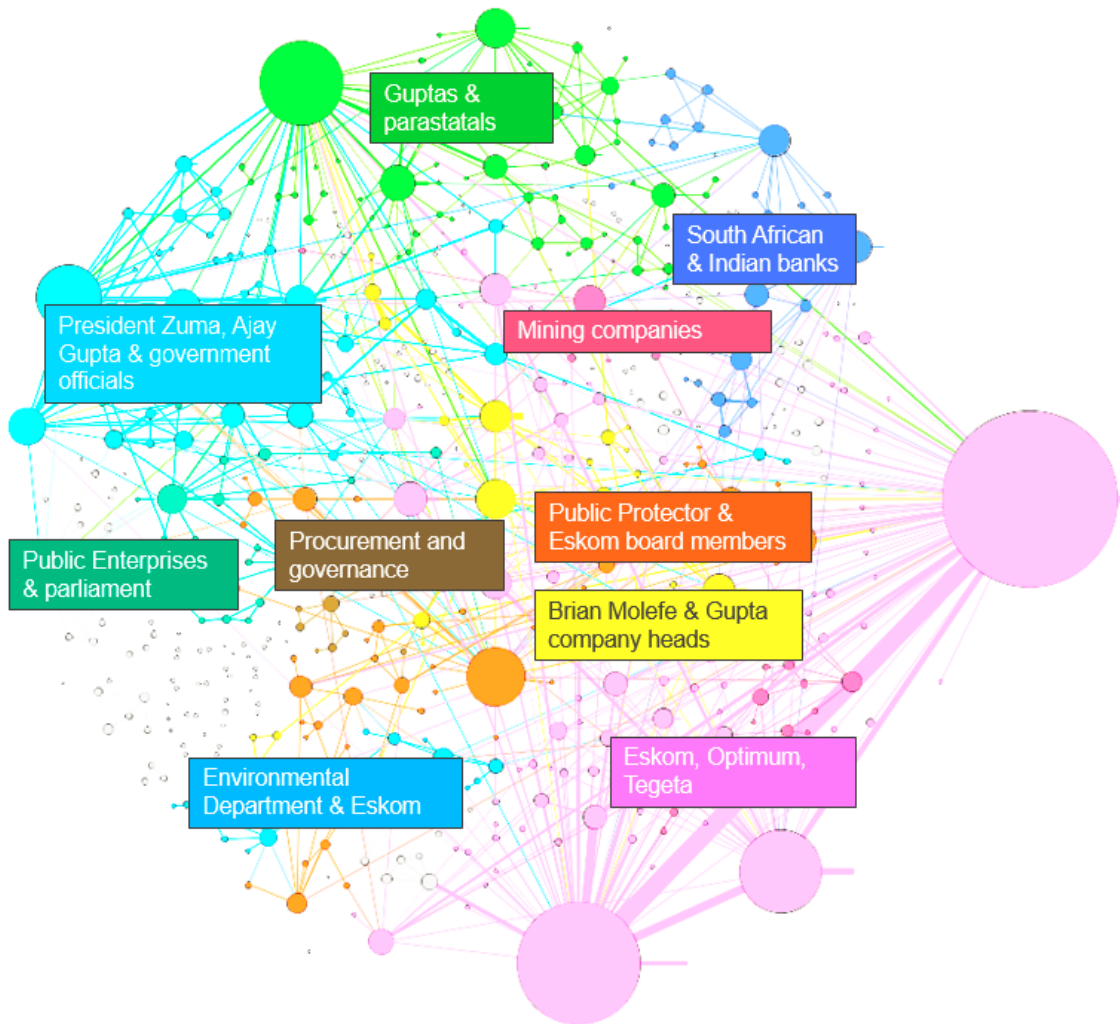 Guptas &
parastatals
South African
& Indian banks
President Zuma, Ajay
Gupta & government
officials
Mining companies
Public Protector &
Eskom board members
Procurement and
governance
Public Enterprises
& parliament
Brian Molefe & Gupta
company heads
Eskom, Optimum,
Tegeta
Environmental
Department & Eskom